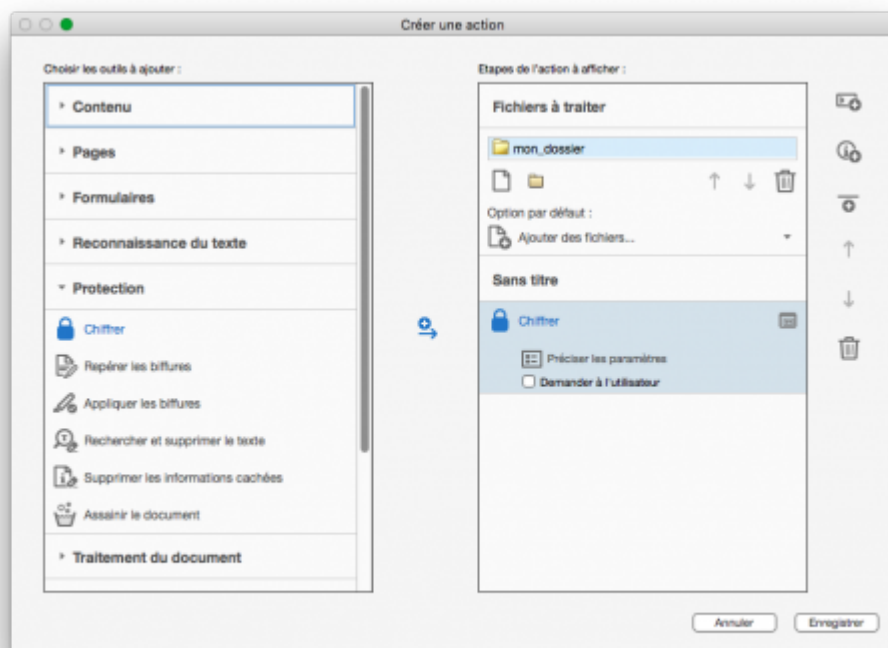 Créer une action
Choisir les outils à ajouter :
Contenu
Pages
Formulaires
Reconnaissance du texte
Protection
Chiffrer
Repérer les biffures
Appliquer les biffures
Rechercher et supprimer le texte
Supprimer les informations cachées
Assainir le document
Traitement du document
Etapes de l'action à afficher :
Fichiers à traiter
mon_dossier
Option par défaut :
Ajouter des fichiers...
Sans titre
Chiffrer
Préciser les paramètres
Demander à l'utilisateur
Annuler
Enregistrer